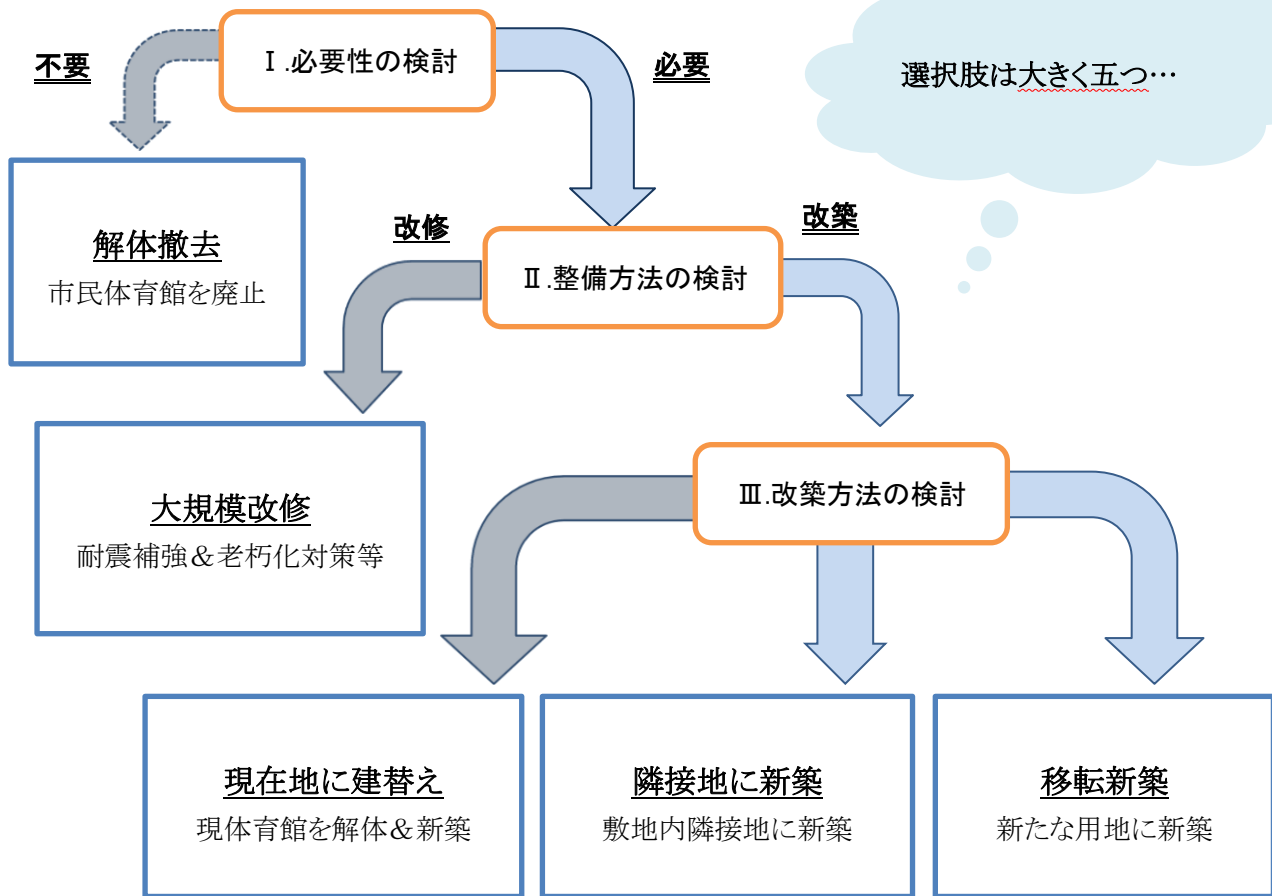 Ⅰ.必要性の検討
不要
必要
選択肢は大きく五つ…
解体撤去
市民体育館を廃止
改修
改築
Ⅱ.整備方法の検討
大規模改修
耐震補強＆老朽化対策等
Ⅲ.改築方法の検討
現在地に建替え
現体育館を解体＆新築
隣接地に新築
敷地内隣接地に新築
移転新築
新たな用地に新築